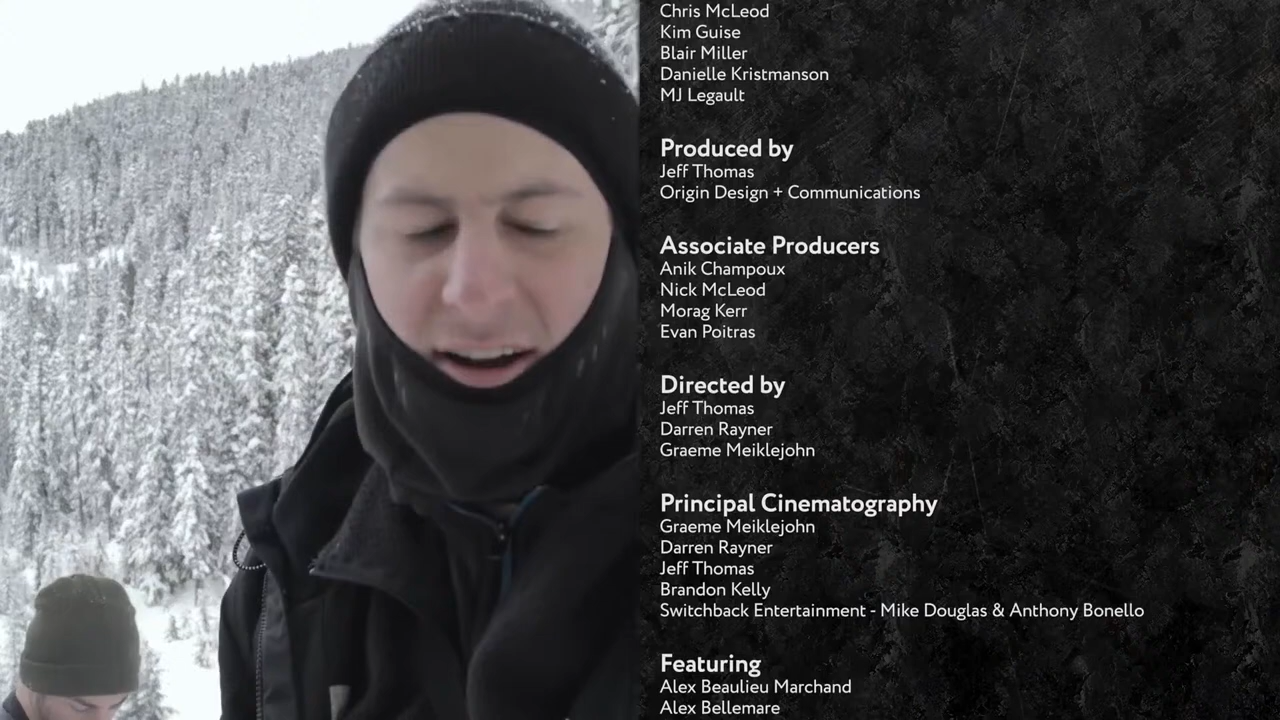 Chris McLeod
Kim Guise
Blair Miller
Danielle Kristmanson
MJ Legault
Produced by
Jeff Thomas
Origin Design + Communications
Associate Producers
Anik Champoux
Nick McLeod
Morag Kerr
Evan Poitras
Directed by
Jeff Thomas
Darren Rayner
Graeme Meiklejohn
Principal Cinematography
Graeme Meiklejohn
Darren Rayner
Jeff Thomas
Brandon Kelly
Switchback Entertainment - Mike Douglas & Anthony Bonello
Featuring
Alex Beaulieu Marchand
Alex Bellemare